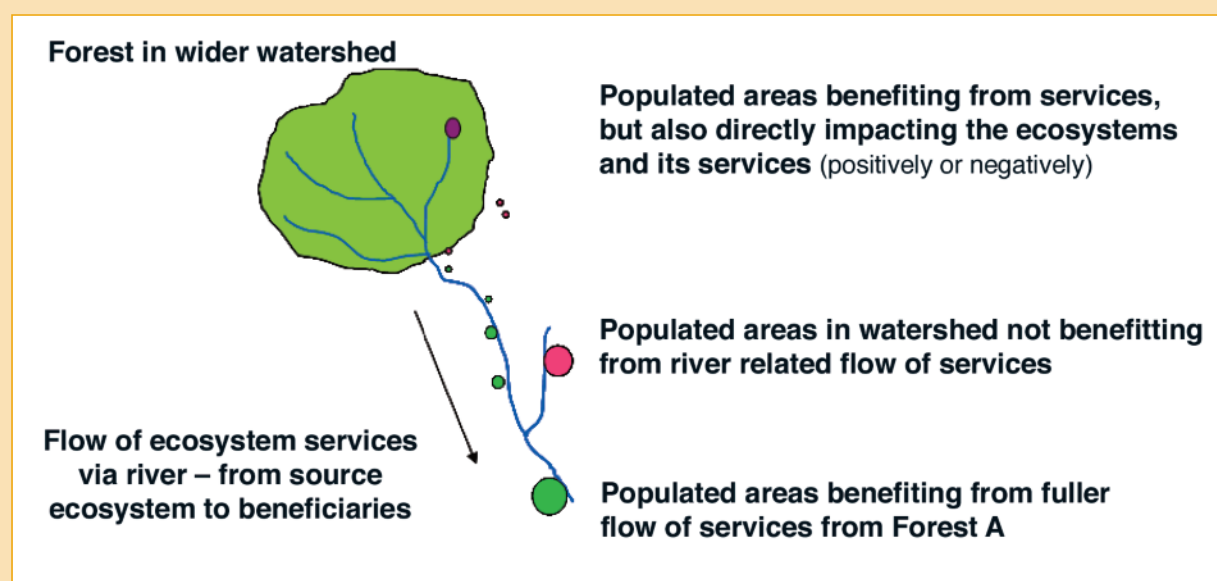 Forest in wider watershed
Populated areas benefiting from services,
but also directly impacting the ecosystems
and its services (positively or negatively)
Populated areas in watershed not benefitting
from river related flow of services
Flow of ecosystem services
via river – from source
ecosystem to beneficiaries
Populated areas benefiting from fuller
flow of services from Forest A